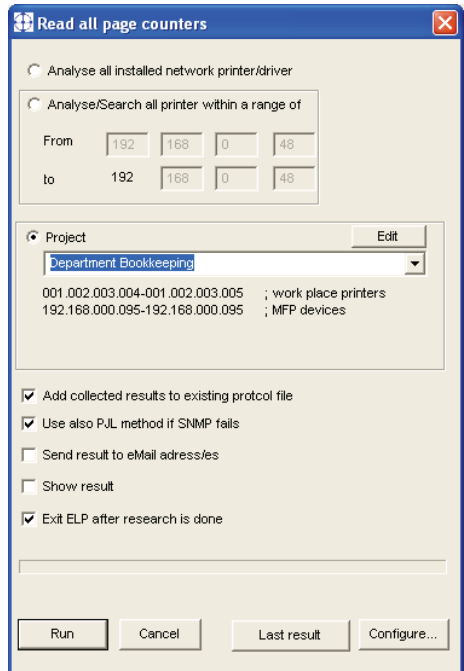 Read all page counters
Analyse all installed network printer/driver
Analyse/Search all printer within a range of
From 192 168 0 48
to 192 168 0 48
Project Edit
Department Bookkeeping
001.002.003.004-001.002.003.005 ; work place printers
192.168.000.095-192.168.000.095 ; MFP devices
Add collected results to existing protcol file
Use also PJL method if SNMP fails
Send result to eMail adress/es
Show result
Exit ELP after research is done
Run Cancel Last result Configure...